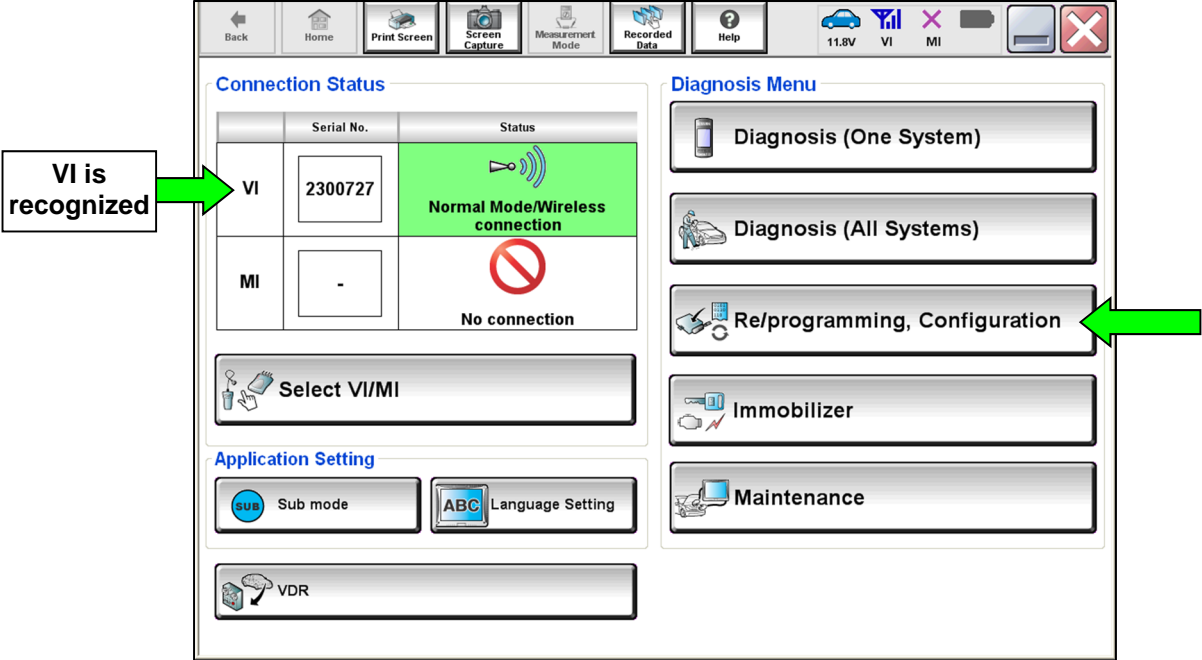 Back
Home
Print Screen
Screen
Capture
Measurement
Mode
Recorded
Data
Help
11.8V
VI
MI
Connection Status
Serial No.
Status
VI
2300727
Normal Mode/Wireless
connection
MI
-
No connection
VI is
recognized
Select VI/MI
Application Setting
SUB
Sub mode
ABC
Language Setting
VDR
Diagnosis Menu
Diagnosis (One System)
Diagnosis (All Systems)
Re/programming, Configuration
Immobilizer
Maintenance